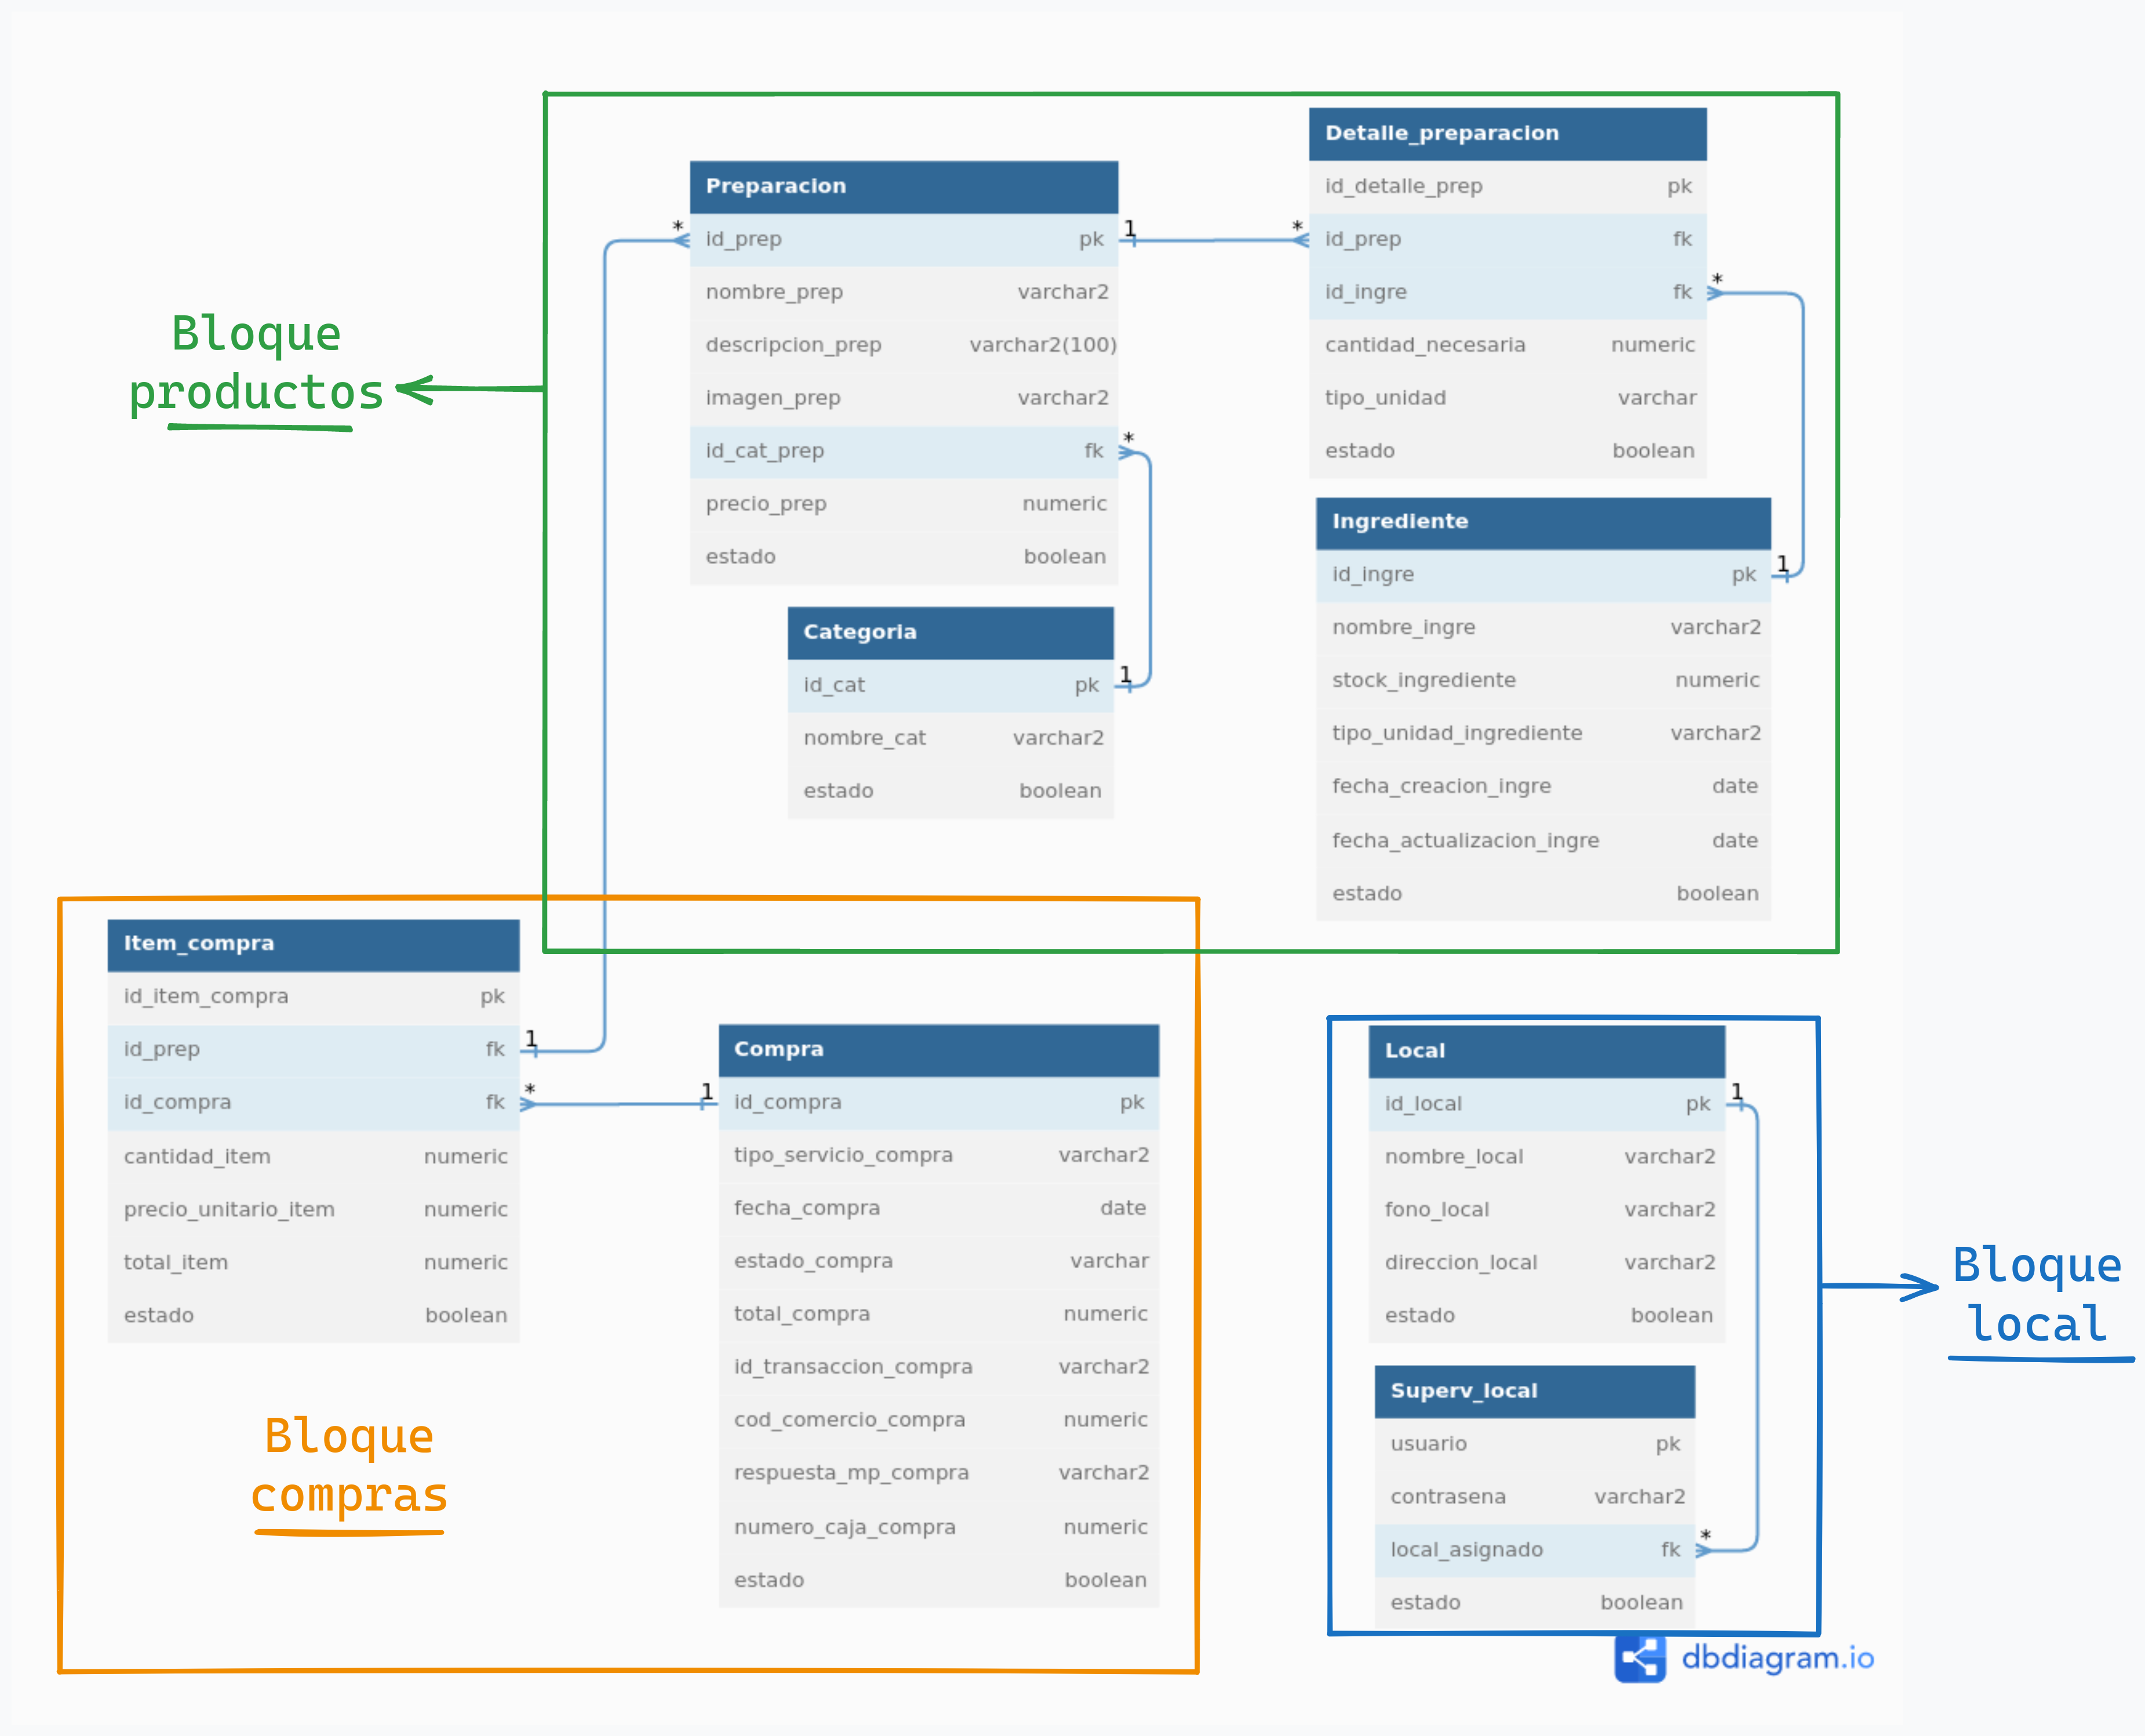 Bloque
productos
Preparacion
id_prep pk
nombre_prep varchar2
descripcion_prep varchar2(100)
imagen_prep varchar2
id_cat_prep fk
precio_prep numeric
estado boolean
* 1
*
Categoria
id_cat pk
nombre_cat varchar2
estado boolean
1
Detalle_preparacion
id_detalle_prep pk
id_prep fk
id_ingre fk
cantidad_necesaria numeric
tipo_unidad varchar
estado boolean
*
*
Ingrediente
id_ingre pk
nombre_ingre varchar2
stock_ingrediente numeric
tipo_unidad_ingrediente varchar2
fecha_creacion_ingre date
fecha_actualizacion_ingre date
estado boolean
1
Item_compra
id_item_compra pk
id_prep fk
id_compra fk
cantidad_item numeric
precio_unitario_item numeric
total_item numeric
estado boolean
1
*
Bloque
compras
Compra
id_compra pk
tipo_servicio_compra varchar2
fecha_compra date
estado_compra varchar
total_compra numeric
id_transaccion_compra varchar2
cod_comercio_compra numeric
respuesta_mp_compra varchar2
numero_caja_compra numeric
estado boolean
1
Local
id_local pk
nombre_local varchar2
fono_local varchar2
direccion_local varchar2
estado boolean
1
Superv_local
usuario pk
contrasena varchar2
local_asignado fk
estado boolean
*
Bloque
local
dbdiagram.io